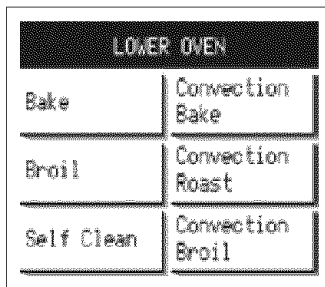 LOWER OVEN
Bake
Convection
Bake
Broil
Convection
Roast
Self Clean
Convection
Broil